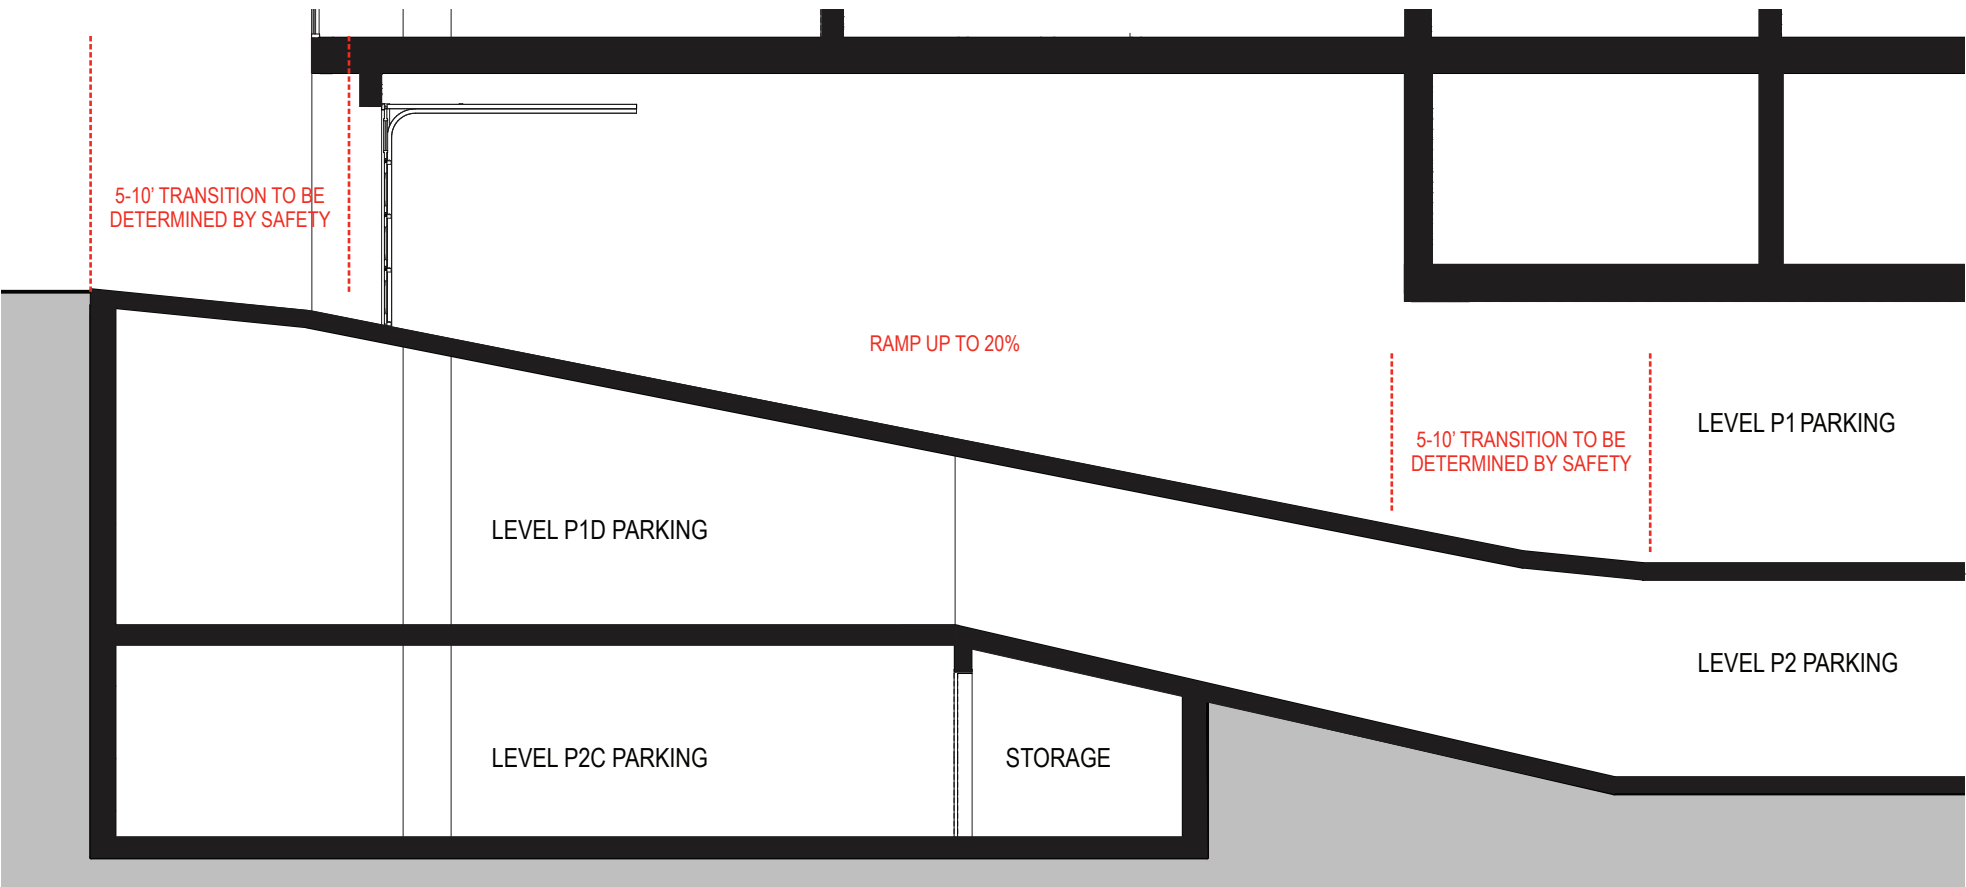 5-10' TRANSITION TO BE
DETERMINED BY SAFETY
RAMP UP TO 20%
5-10' TRANSITION TO BE
DETERMINED BY SAFETY
LEVEL P1 PARKING
LEVEL P1D PARKING
LEVEL P2 PARKING
LEVEL P2C PARKING
STORAGE